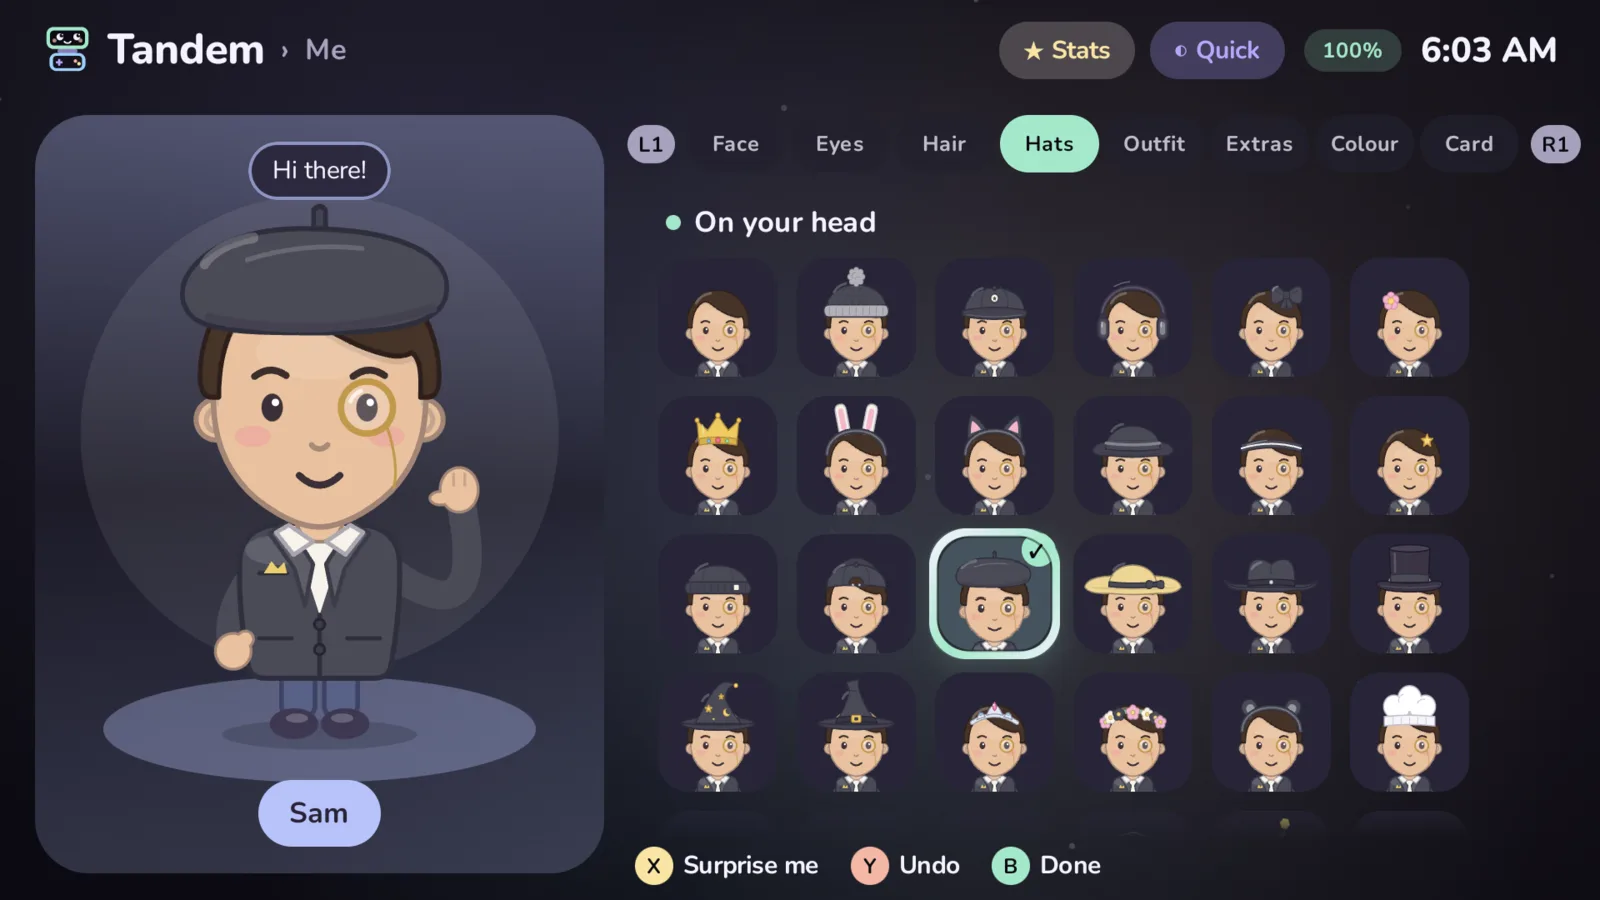 Tandem › Me
★ Stats
Quick
100%
6:03 AM
L1
Face
Eyes
Hair
Hats
Outfit
Extras
Colour
Card
R1
Hi there!
On your head
Sam
X Surprise me
Y Undo
B Done